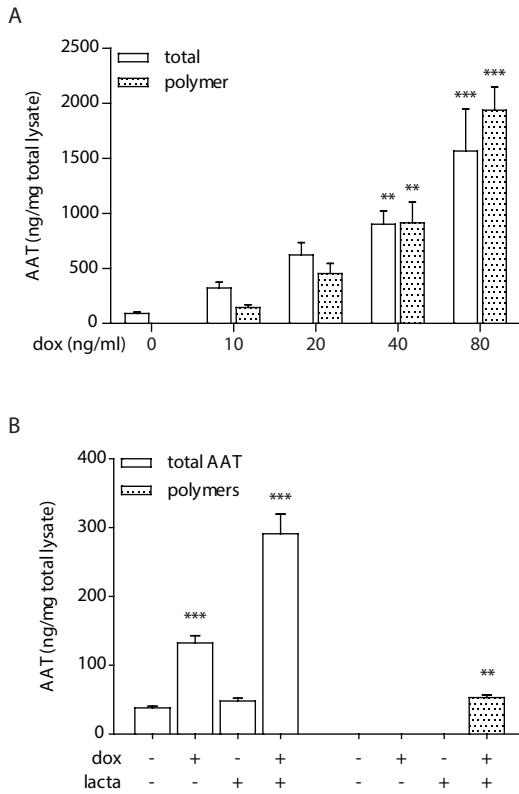 A
2500
2000
1500
1000
500
0
AAT (ng/mg total lysate)
total
polymer
** **
*** ***
dox (ng/ml) 0 10 20 40 80
B
400
300
200
100
0
AAT (ng/mg total lysate)
total AAT
polymers
***
***
**
dox - + - + - + - +
lacta - - + + - - + +